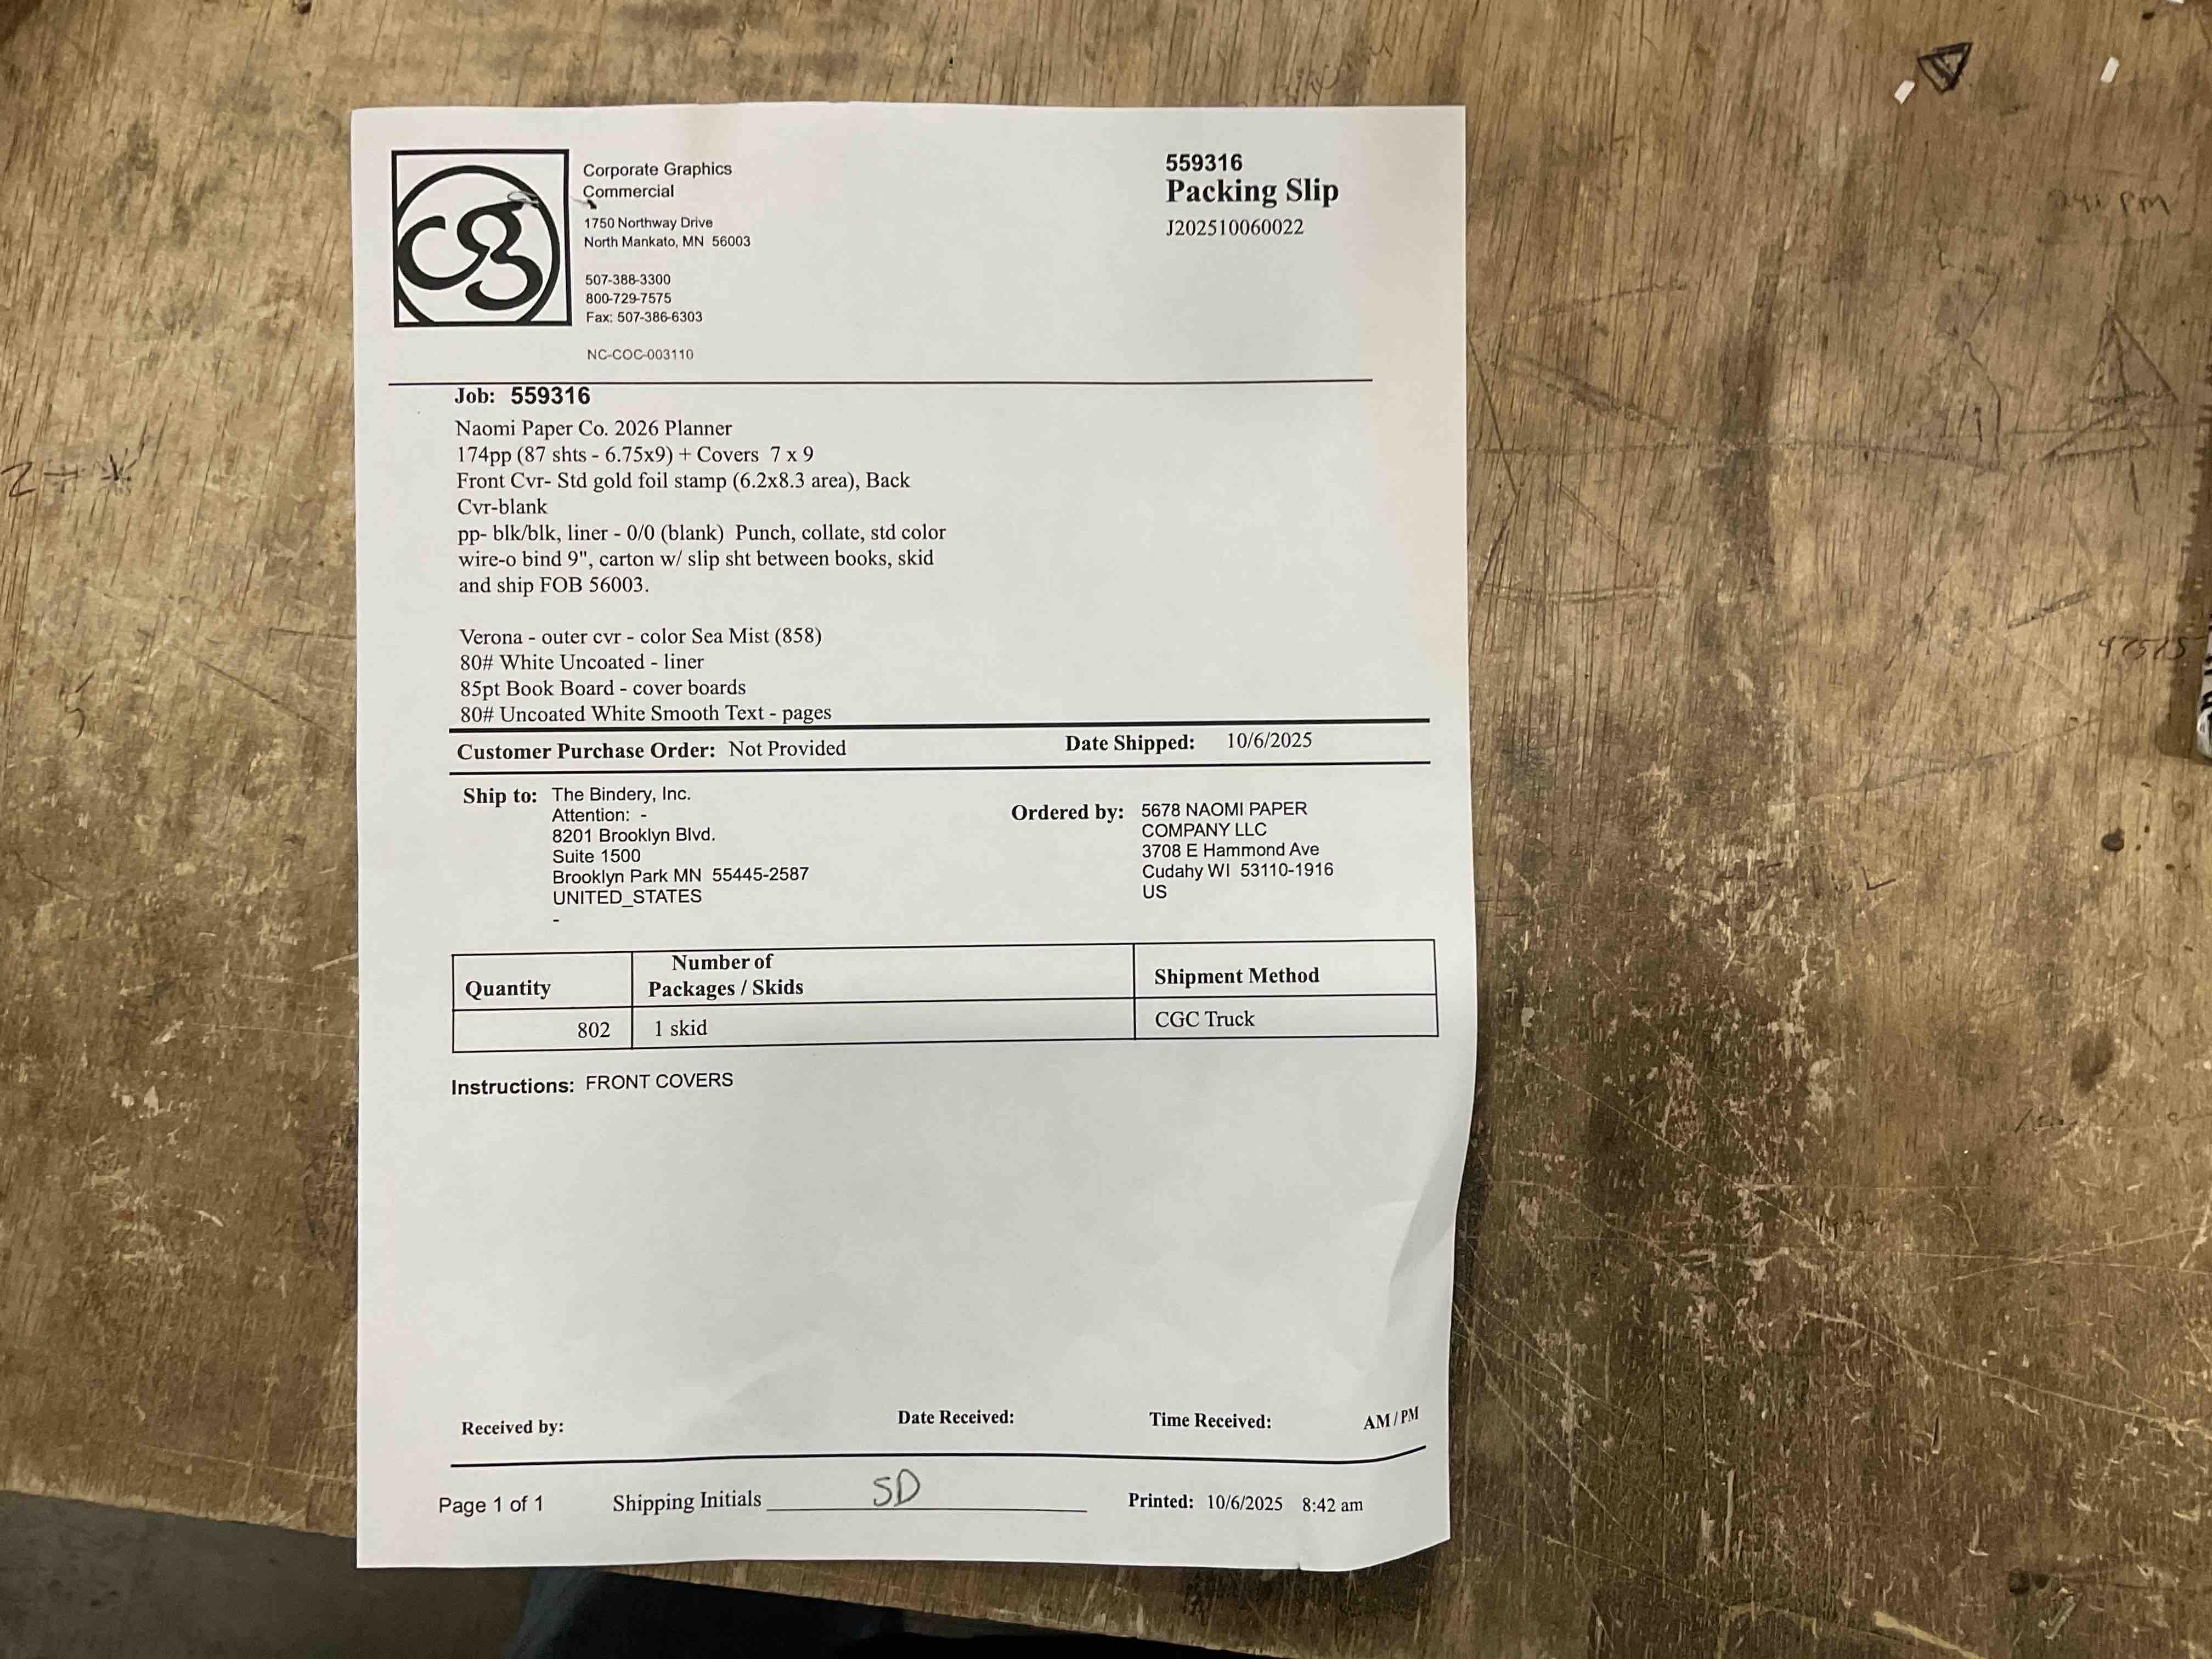 cg
Corporate Graphics
Commercial
1750 Northway Drive
North Mankato, MN 56003
507-388-3300
800-729-7575
Fax: 507-386-6303
NC-COC-003110
559316
Packing Slip
J202510060022
Job: 559316
Naomi Paper Co. 2026 Planner
174pp (87 shts - 6.75x9) + Covers 7 x 9
Front Cvr- Std gold foil stamp (6.2x8.3 area), Back
Cvr-blank
pp- blk/blk, liner - 0/0 (blank) Punch, collate, std color
wire-o bind 9", carton w/ slip sht between books, skid
and ship FOB 56003.
Verona - outer cvr - color Sea Mist (858)
80# White Uncoated - liner
85pt Book Board - cover boards
80# Uncoated White Smooth Text - pages
Customer Purchase Order: Not Provided Date Shipped: 10/6/2025
Ship to: The Bindery, Inc.
Attention: -
8201 Brooklyn Blvd.
Suite 1500
Brooklyn Park MN 55445-2587
UNITED_STATES
-
Ordered by: 5678 NAOMI PAPER
COMPANY LLC
3708 E Hammond Ave
Cudahy WI 53110-1916
US
Quantity Number of Packages / Skids Shipment Method
802 1 skid CGC Truck
Instructions: FRONT COVERS
Received by: Date Received: Time Received: AM / PM
Page 1 of 1 Shipping Initials SD Printed: 10/6/2025 8:42 am